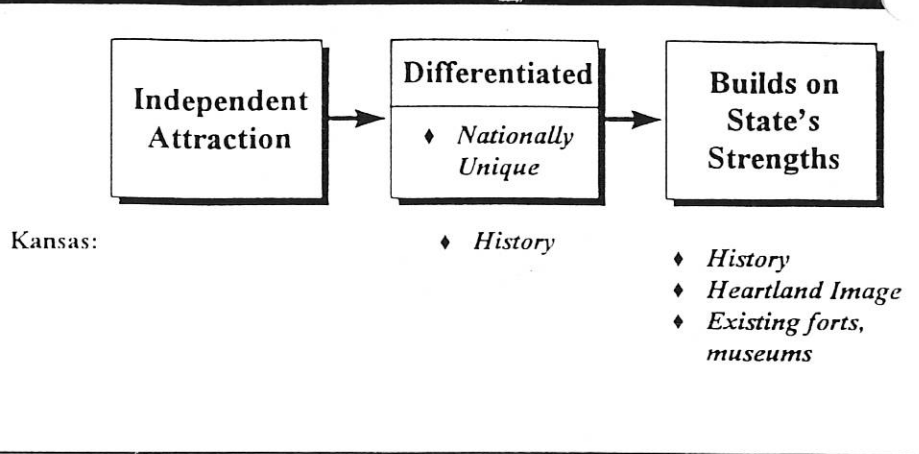 Independent
Attraction
Differentiated
♦ Nationally
Unique
Builds on
State's
Strengths
Kansas:
♦ History
♦ History
♦ Heartland Image
♦ Existing forts,
museums